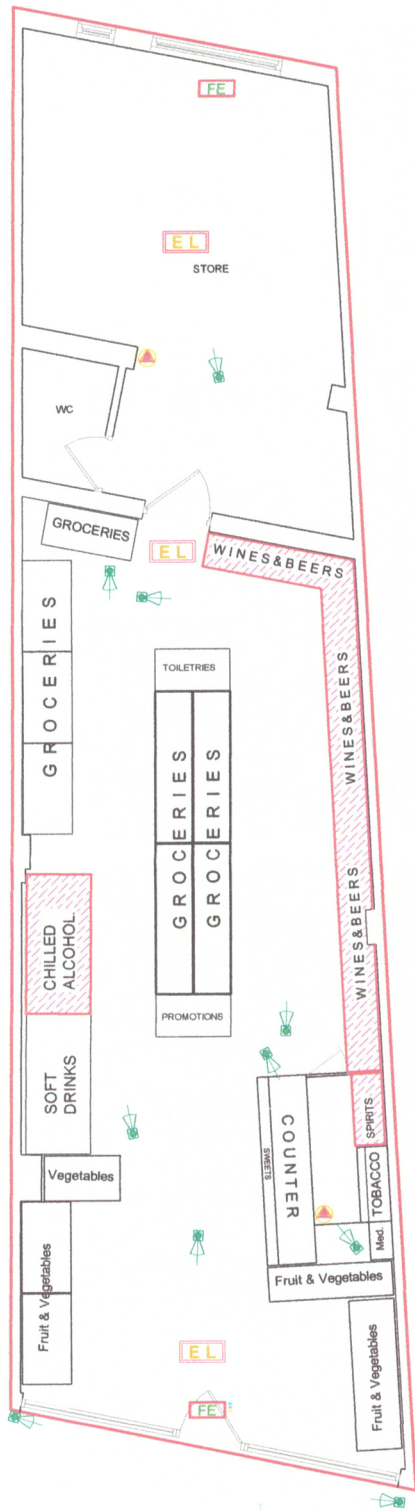 FE
EL
STORE
WC
GROCERIES
EL
WINES&BEERS
GROCERIES
TOILETRIES
WINES&BEERS
GROCERIES
GROCERIES
CHILLED
ALCOHOL.
WINES&BEERS
PROMOTIONS
SOFT
DRINKS
COUNTER
SWEETS
SPIRITS
Vegetables
TOBACCO
Med.
Fruit & Vegetables
Fruit & Vegetables
EL
Fruit & Vegetables
FE